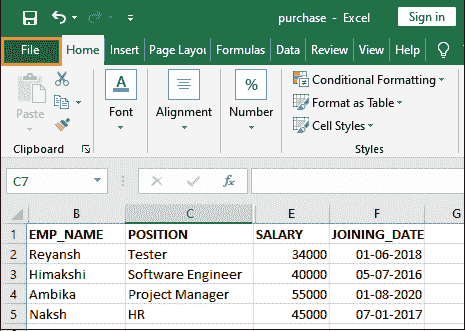 purchase - Excel
Sign in
File Home Insert Page Layou Formulas Data Review View Help
Paste
Font
Alignment
%
Number
Conditional Formatting
Format as Table
Cell Styles
Clipboard
Styles
C7 fx
B C E F G
1 EMP_NAME POSITION SALARY JOINING_DATE
2 Reyansh Tester 34000 01-06-2018
3 Himakshi Software Engineer 40000 05-07-2016
4 Ambika Project Manager 55000 01-08-2020
5 Naksh HR 45000 07-01-2017